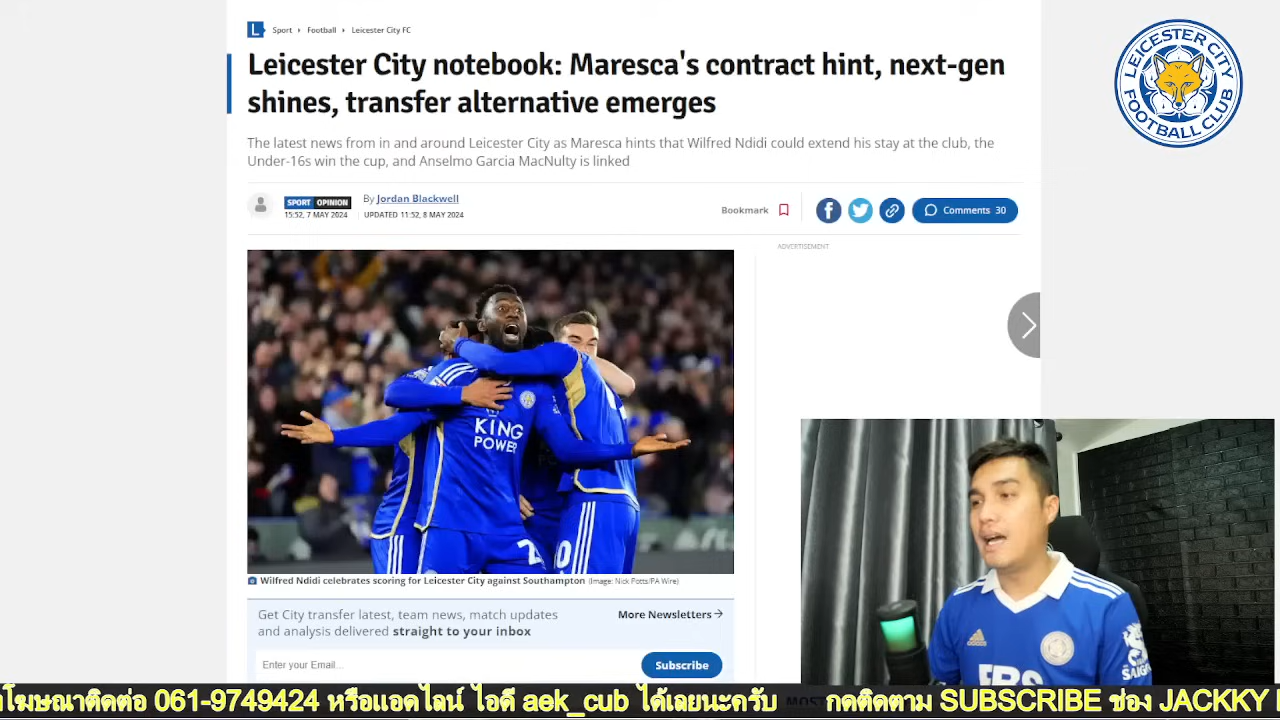 L Sport › Football › Leicester City FC
Leicester City notebook: Maresca's contract hint, next-gen
shines, transfer alternative emerges
The latest news from in and around Leicester City as Maresca hints that Wilfred Ndidi could extend his stay at the club, the
Under-16s win the cup, and Anselmo Garcia MacNulty is linked
SPORT OPINION By Jordan Blackwell
15:52, 7 MAY 2024 UPDATED 11:52, 8 MAY 2024
Bookmark
Comments 30
ADVERTISEMENT
LEICESTER CITY
FOOTBALL CLUB
KING
POWER
2
Wilfred Ndidi celebrates scoring for Leicester City against Southampton (Image: Nick Potts/PA Wire)
Get City transfer latest, team news, match updates
and analysis delivered straight to your inbox
More Newsletters →
Enter your Email...
Subscribe
adidas
FBS
โฆษณาติดต่อ 061-9749424 หรือแอดไลน์ ไอดี aek_cub ได้เลยนะครับ กดติดตาม SUBSCRIBE ช่อง JACKKY